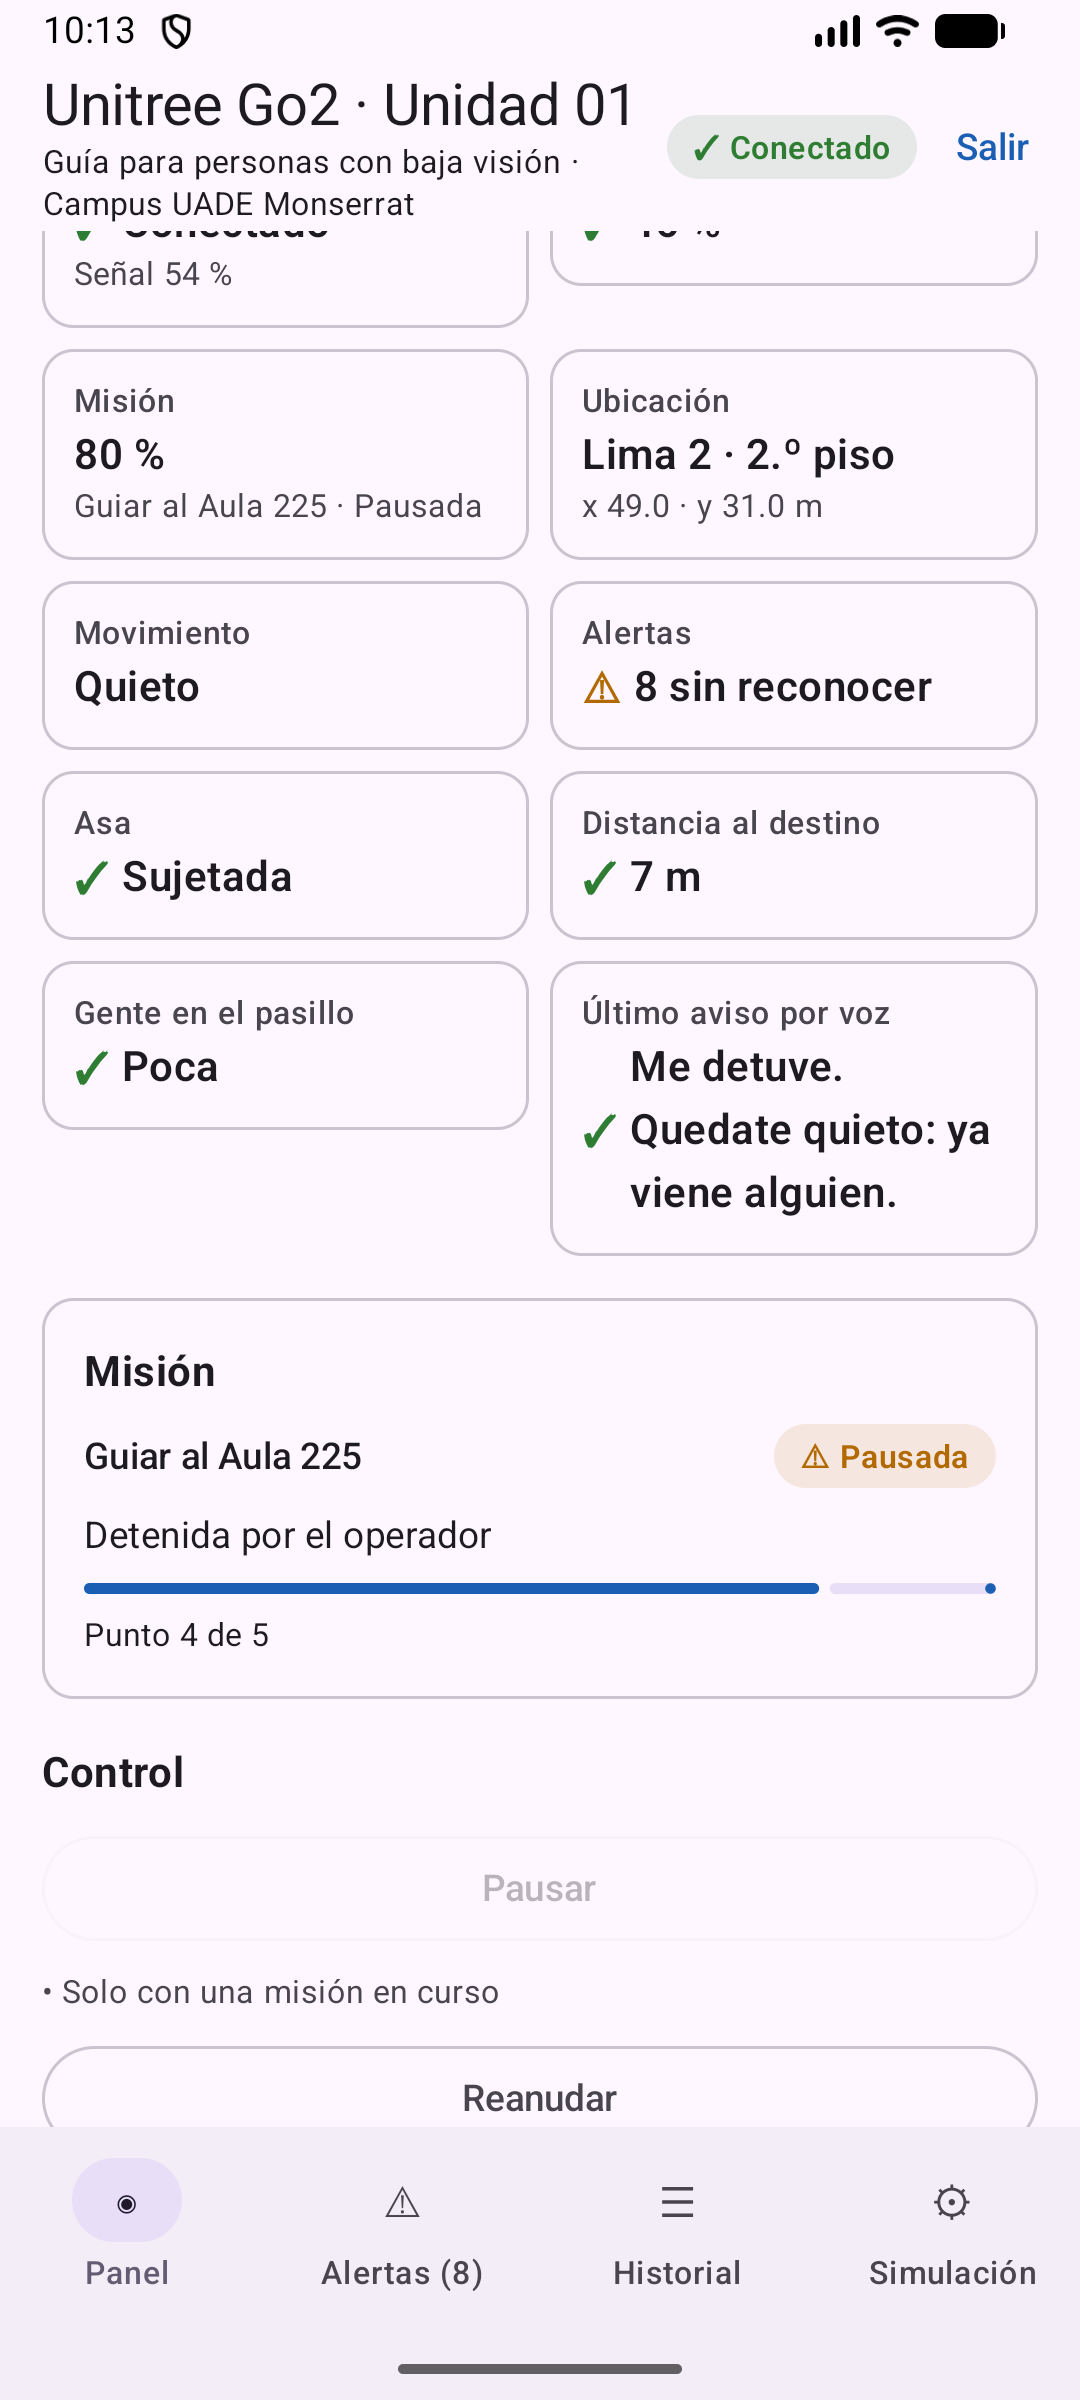 10:13
Unitree Go2 · Unidad 01
Guía para personas con baja visión ·
Campus UADE Monserrat
✓ Conectado
Salir
Señal 54 %
Misión
80 %
Guiar al Aula 225 · Pausada
Ubicación
Lima 2 · 2.º piso
x 49.0 · y 31.0 m
Movimiento
Quieto
Alertas
⚠ 8 sin reconocer
Asa
✓ Sujetada
Distancia al destino
✓ 7 m
Gente en el pasillo
✓ Poca
Último aviso por voz
Me detuve.
✓ Quedate quieto: ya
viene alguien.
Misión
Guiar al Aula 225
⚠ Pausada
Detenida por el operador
Punto 4 de 5
Control
Pausar
• Solo con una misión en curso
Reanudar
Panel
Alertas (8)
Historial
Simulación